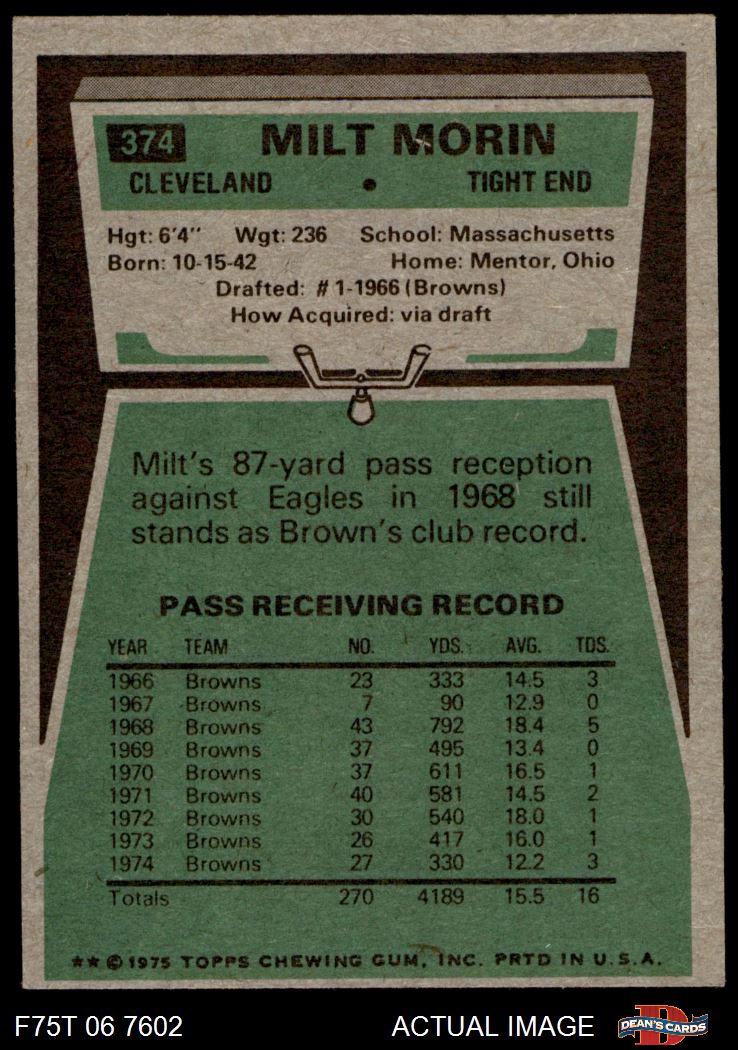 374 MILT MORIN
CLEVELAND • TIGHT END
Hgt: 6'4" Wgt: 236 School: Massachusetts
Born: 10-15-42 Home: Mentor, Ohio
Drafted: #1-1966 (Browns)
How Acquired: via draft
Milt's 87-yard pass reception
against Eagles in 1968 still
stands as Brown's club record.
PASS RECEIVING RECORD
YEAR TEAM NO. YDS. AVG. TDS.
1966 Browns 23 333 14.5 3
1967 Browns 7 90 12.9 0
1968 Browns 43 792 18.4 5
1969 Browns 37 495 13.4 0
1970 Browns 37 611 16.5 1
1971 Browns 40 581 14.5 2
1972 Browns 30 540 18.0 1
1973 Browns 26 417 16.0 1
1974 Browns 27 330 12.2 3
Totals 270 4189 15.5 16
**©1975 TOPPS CHEWING GUM, INC. PRTD IN U.S.A.
F75T 06 7602 ACTUAL IMAGE D DEAN'S CARDS